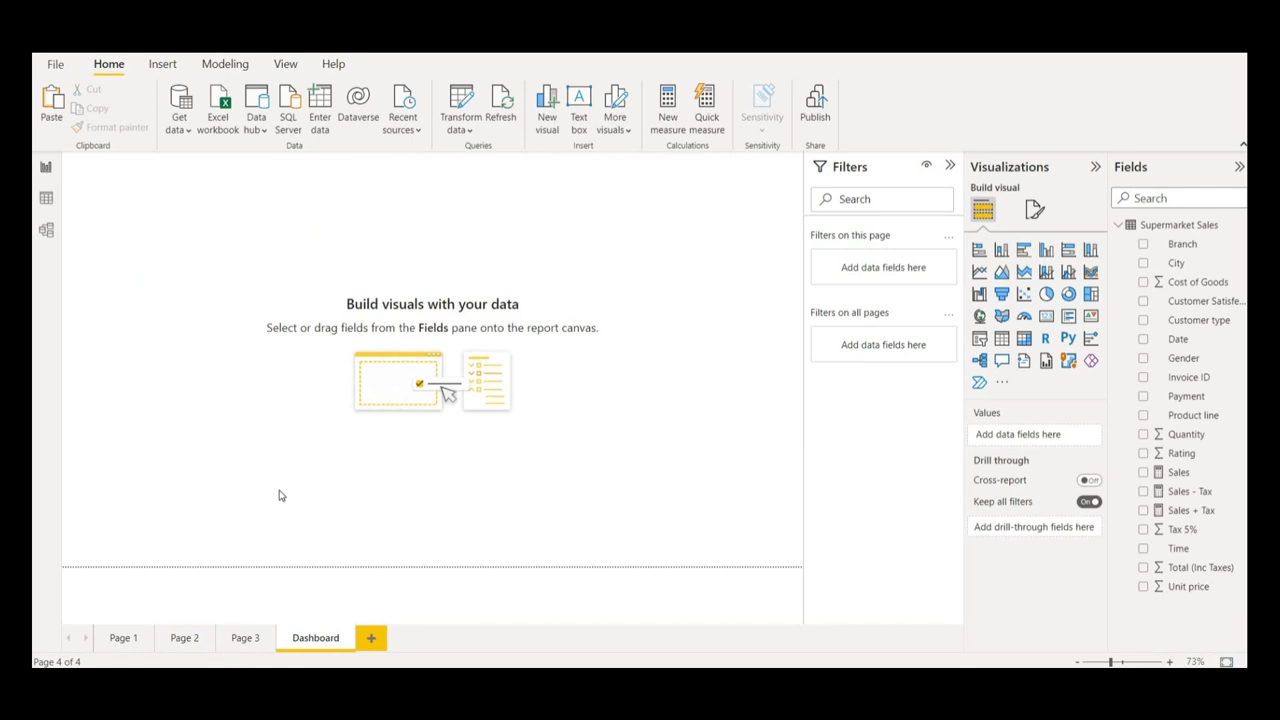 File Home Insert Modeling View Help
Paste
Cut
Copy
Format painter
Clipboard
Get data
Excel workbook
Data hub
SQL Server
Enter data
Dataverse
Recent sources
Data
Transform data
Refresh
Queries
New visual
A
Text box
More visuals
Insert
New measure
Quick measure
Calculations
Sensitivity
Sensitivity
Publish
Share
Build visuals with your data
Select or drag fields from the Fields pane onto the report canvas.
Filters
Search
Filters on this page ...
Add data fields here
Filters on all pages ...
Add data fields here
Visualizations
Build visual
R Py
...
Values
Add data fields here
Drill through
Cross-report Off
Keep all filters On
Add drill-through fields here
Fields
Search
Supermarket Sales
Branch
City
Σ Cost of Goods
Customer Satisfe...
Customer type
Date
Gender
Invoice ID
Payment
Product line
Σ Quantity
Σ Rating
Sales
Sales - Tax
Sales + Tax
Σ Tax 5%
Time
Σ Total (Inc Taxes)
Σ Unit price
Page 1 Page 2 Page 3 Dashboard +
Page 4 of 4
- + 73%